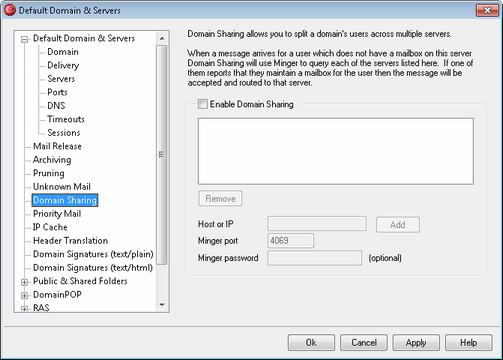 Default Domain & Servers
Default Domain & Servers
Domain
Delivery
Servers
Ports
DNS
Timeouts
Sessions
Mail Release
Archiving
Pruning
Unknown Mail
Domain Sharing
Priority Mail
IP Cache
Header Translation
Domain Signatures (text/plain)
Domain Signatures (text/html)
Public & Shared Folders
DomainPOP
RAS
Domain Sharing allows you to split a domain's users across multiple servers.
When a message arrives for a user which does not have a mailbox on this server
Domain Sharing will use Minger to query each of the servers listed here. If one of
them reports that they maintain a mailbox for the user then the message will be
accepted and routed to that server.
Enable Domain Sharing
Remove
Host or IP
Add
Minger port
4069
Minger password
(optional)
Ok
Cancel
Apply
Help